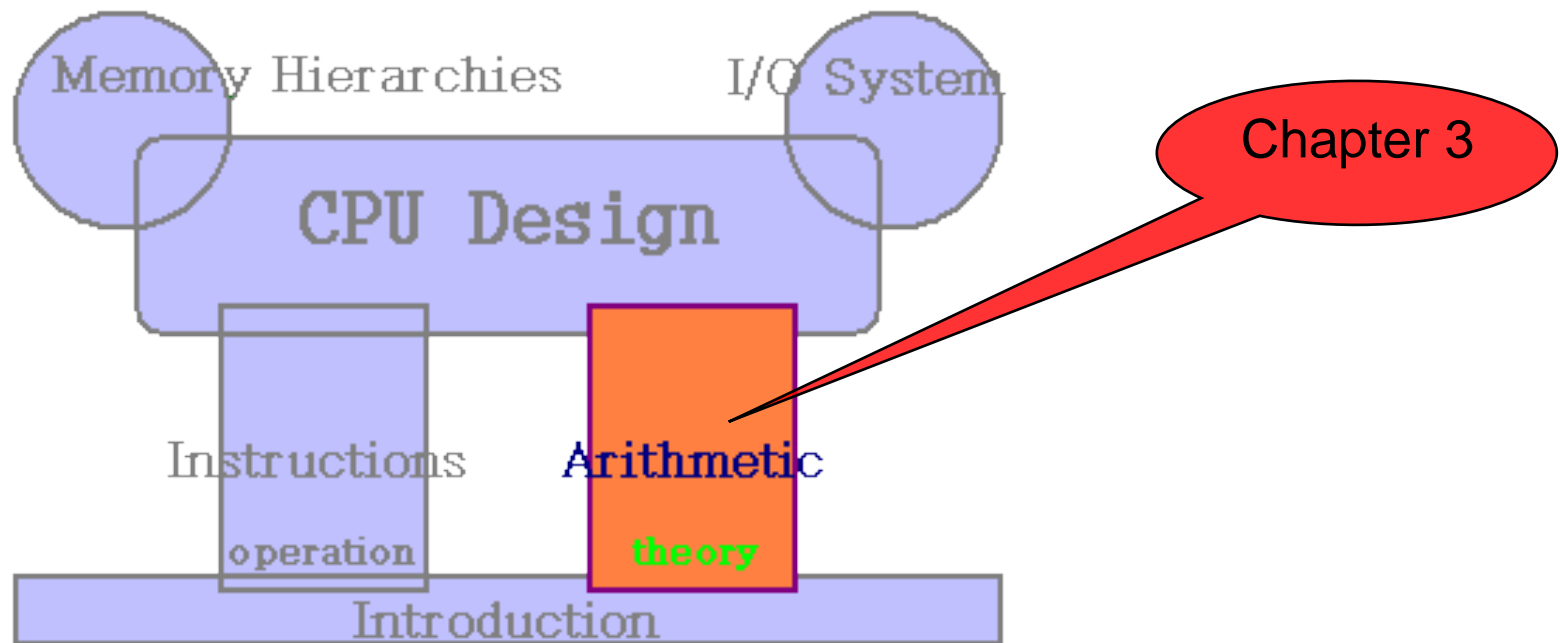 Memory Hierarchies
I/O System
Chapter 3
CPU Design
Instructions
Arithmetic
operation
theory
Introduction